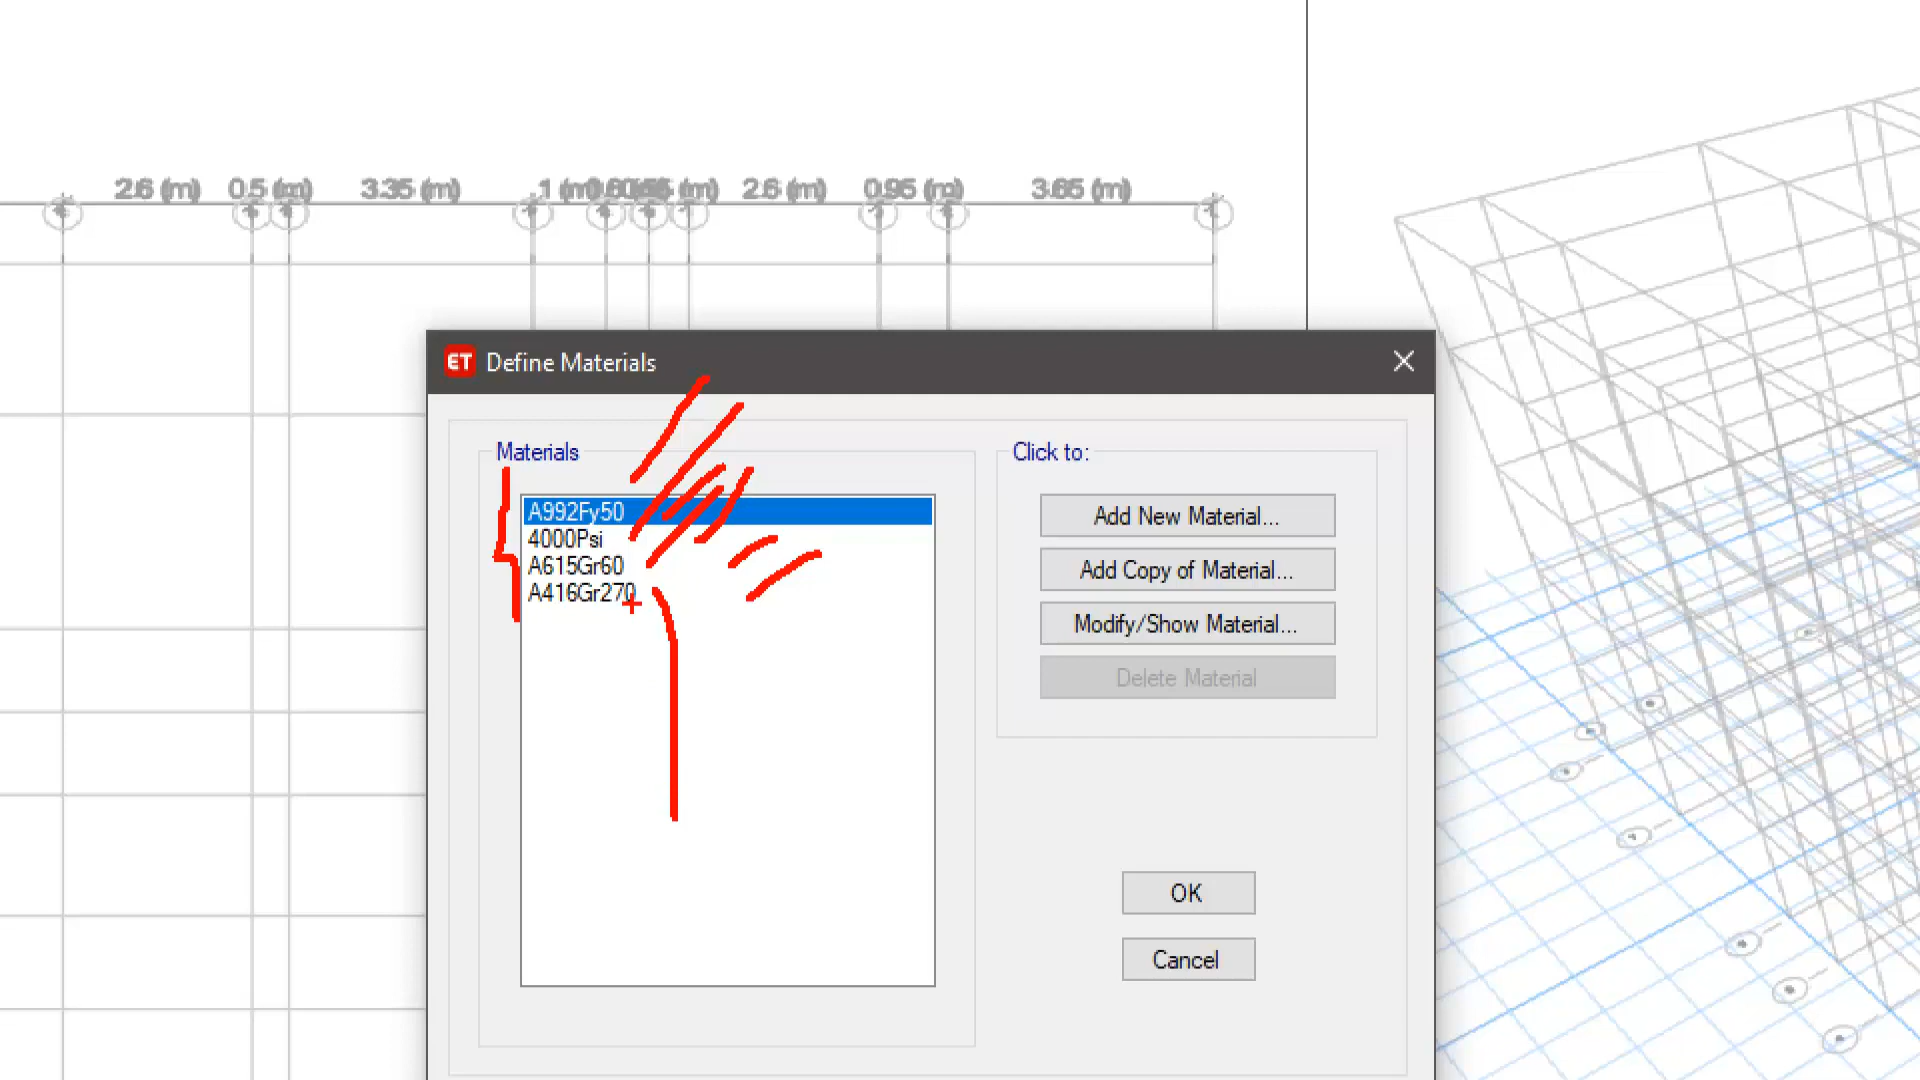 2.6 (m) 0.5 (m) 3.35 (m) 1 (m) 2.6 (m) 0.95 (m) 3.65 (m)
ET Define Materials
Materials
A992Fy50
4000Psi
A615Gr60
A416Gr270
Click to:
Add New Material...
Add Copy of Material...
Modify/Show Material...
Delete Material
OK
Cancel